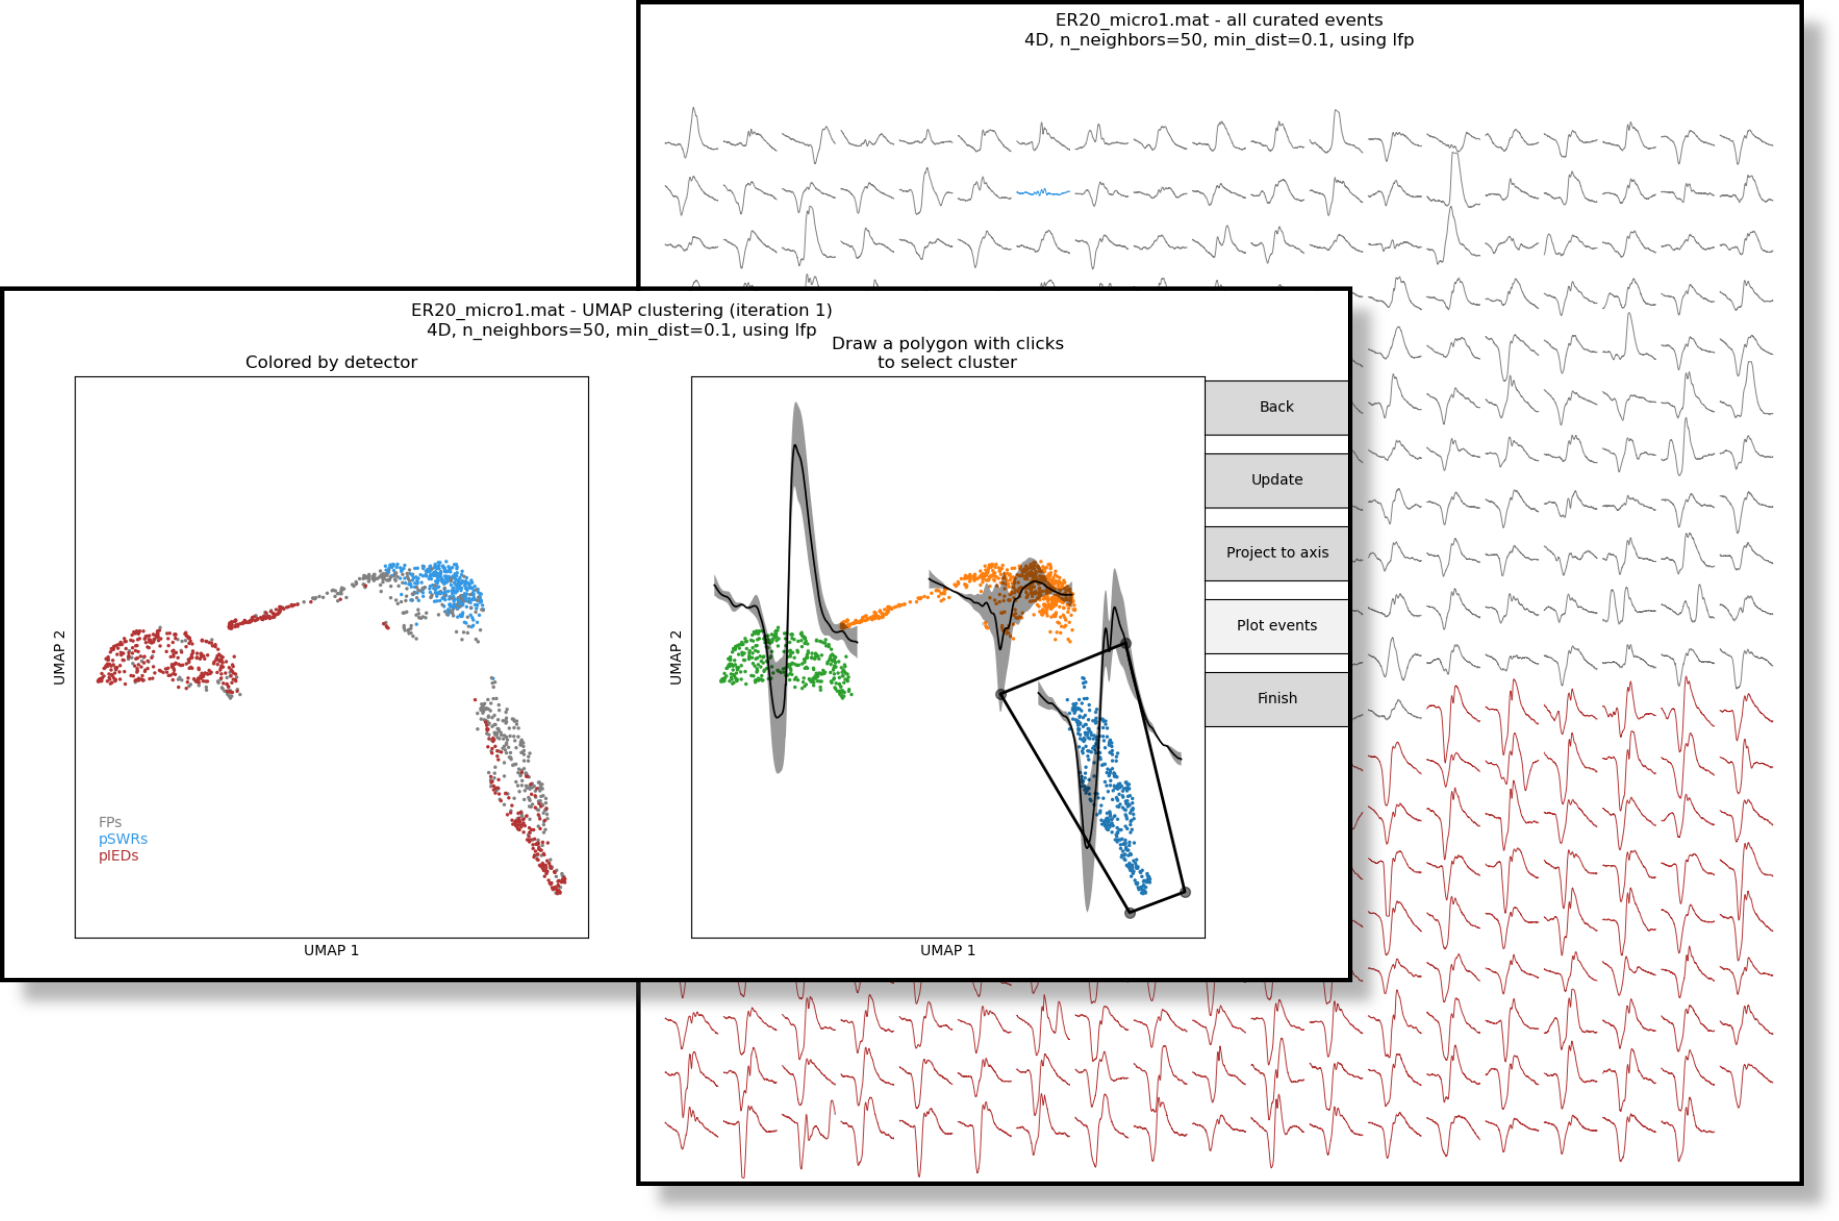 ER20_micro1.mat - all curated events
4D, n_neighbors=50, min_dist=0.1, using lfp
ER20_micro1.mat - UMAP clustering (iteration 1)
4D, n_neighbors=50, min_dist=0.1, using lfp
Colored by detector
Draw a polygon with clicks
to select cluster
UMAP 2
FPs
pSWRs
pIEDs
UMAP 1
UMAP 2
UMAP 1
Back
Update
Project to axis
Plot events
Finish